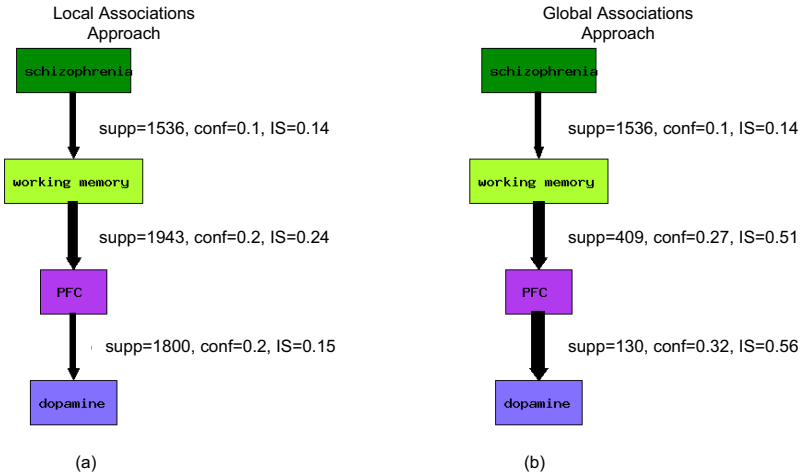 Local Associations
Approach
schizophrenia
supp=1536, conf=0.1, IS=0.14
working memory
supp=1943, conf=0.2, IS=0.24
PFC
supp=1800, conf=0.2, IS=0.15
dopamine
(a)
Global Associations
Approach
schizophrenia
supp=1536, conf=0.1, IS=0.14
working memory
supp=409, conf=0.27, IS=0.51
PFC
supp=130, conf=0.32, IS=0.56
dopamine
(b)